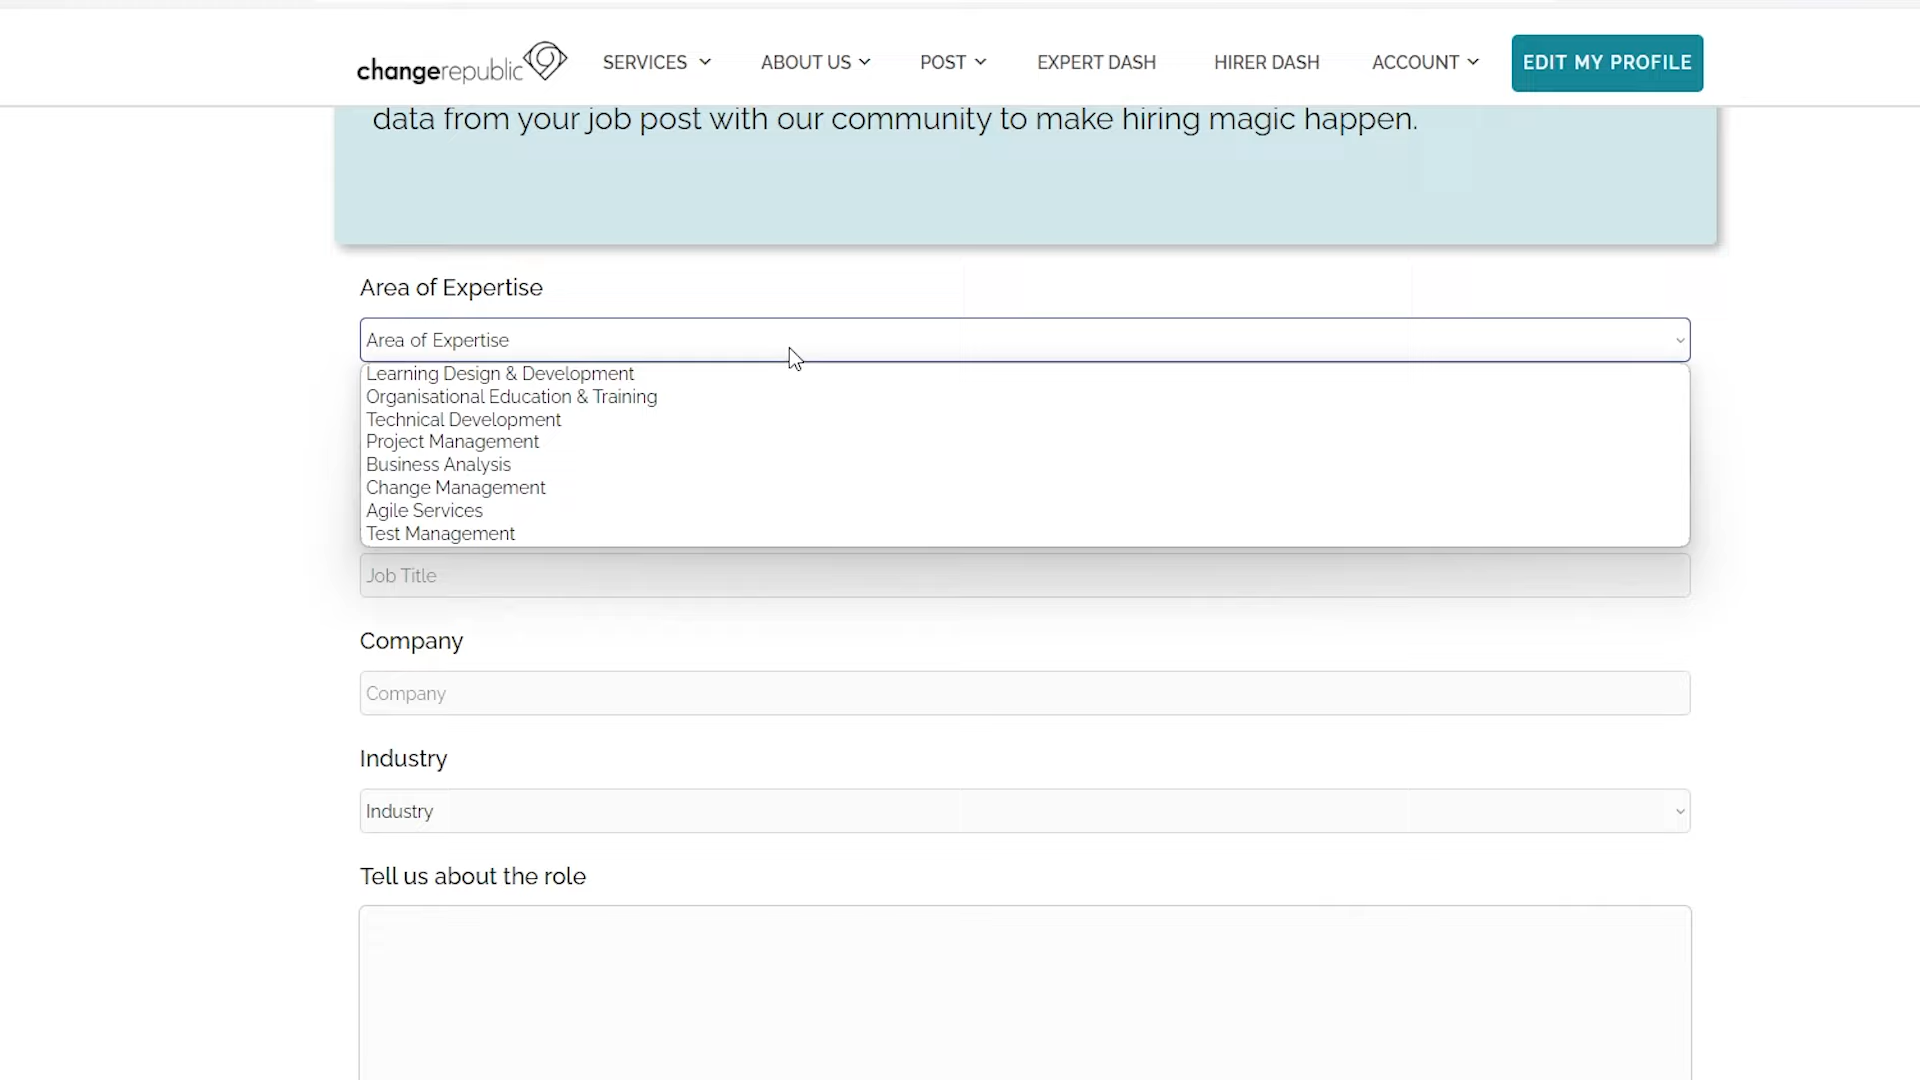 changerepublic
SERVICES
ABOUT US
POST
EXPERT DASH
HIRER DASH
ACCOUNT
EDIT MY PROFILE
data from your job post with our community to make hiring magic happen.
Area of Expertise
Area of Expertise
Learning Design & Development
Organisational Education & Training
Technical Development
Project Management
Business Analysis
Change Management
Agile Services
Test Management
Job Title
Company
Company
Industry
Industry
Tell us about the role